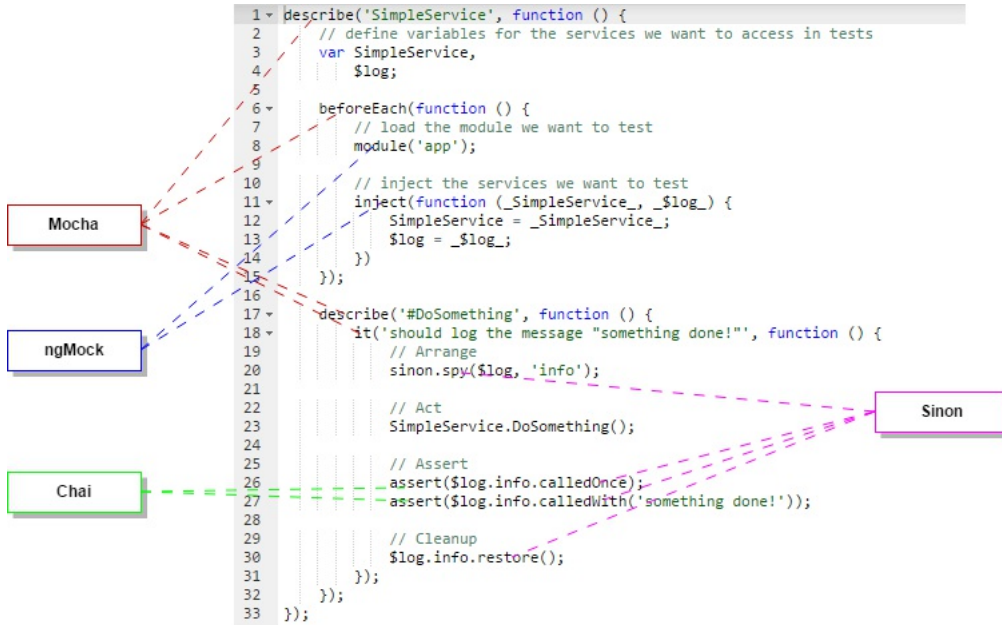 1 describe('SimpleService', function () {
2 // define variables for the services we want to access in tests
3 var SimpleService,
4 $log;
5
6 beforeEach(function () {
7 // load the module we want to test
8 module('app');
9
10 // inject the services we want to test
11 inject(function (_SimpleService_, _$log_) {
12 SimpleService = _SimpleService_;
13 $log = _$log_;
14 })
15 });
16
17 describe('#DoSomething', function () {
18 it('should log the message "something done!"', function () {
19 // Arrange
20 sinon.spy($log, 'info');
21
22 // Act
23 SimpleService.DoSomething();
24
25 // Assert
26 assert($log.info.calledOnce);
27 assert($log.info.calledWith('something done!'));
28
29 // Cleanup
30 $log.info.restore();
31 });
32 });
33 });
Mocha
ngMock
Chai
Sinon